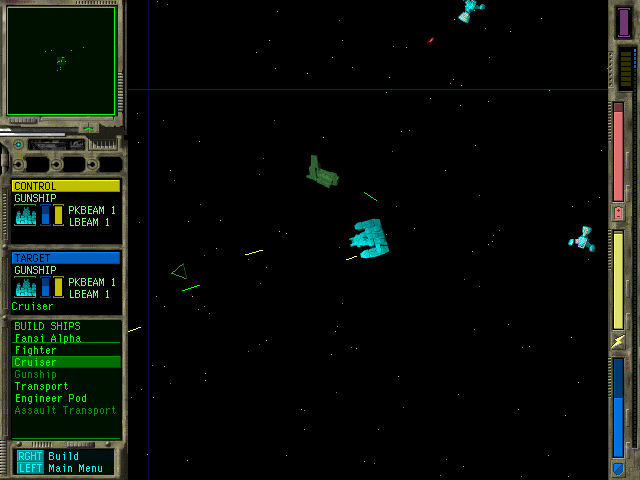 CONTROL
GUNSHIP
PKBEAM 1
LBEAM 1
TARGET
GUNSHIP
PKBEAM 1
LBEAM 1
Cruiser
BUILD SHIPS
Fansi Alpha
Fighter
Cruiser
Gunship
Transport
Engineer Pod
Assault Transport
RGHT Build
LEFT Main Menu